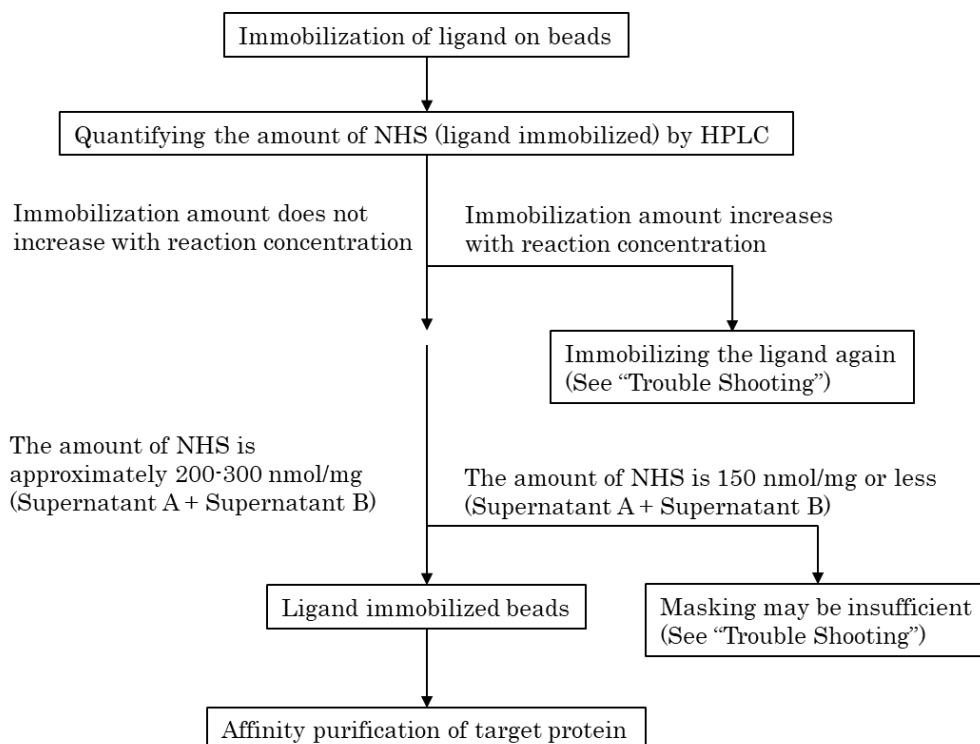 Immobilization of ligand on beads
Quantifying the amount of NHS (ligand immobilized) by HPLC
Immobilization amount does not
increase with reaction concentration
Immobilization amount increases
with reaction concentration
Immobilizing the ligand again
(See “Trouble Shooting”)
The amount of NHS is
approximately 200-300 nmol/mg
(Supernatant A + Supernatant B)
The amount of NHS is 150 nmol/mg or less
(Supernatant A + Supernatant B)
Ligand immobilized beads
Masking may be insufficient
(See “Trouble Shooting”)
Affinity purification of target protein